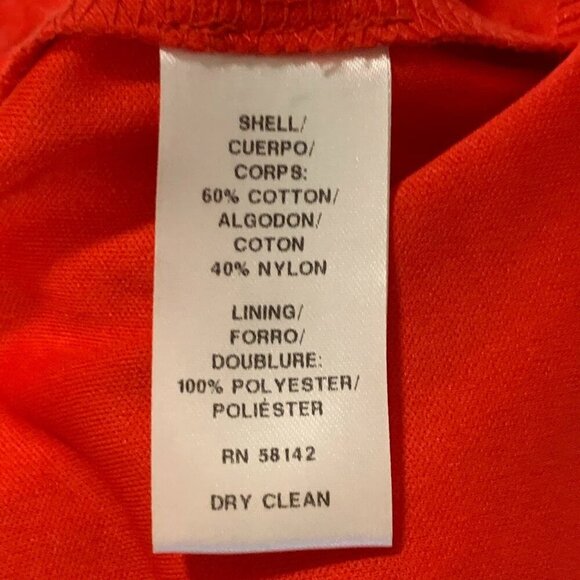 SHELL/
CUERPO/
CORPS:
60% COTTON/
ALGODON/
COTON
40% NYLON
LINING/
FORRO/
DOUBLURE:
100% POLYESTER/
POLIÉSTER
RN 58142
DRY CLEAN